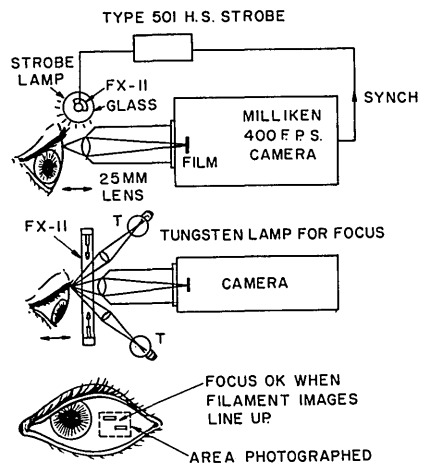 TYPE 501 H.S. STROBE
STROBE
LAMP
FX-11
GLASS
SYNCH
MILLIKEN
400 F.P.S.
CAMERA
FILM
25MM
LENS
FX-11
T
TUNGSTEN LAMP FOR FOCUS
CAMERA
T
FOCUS OK WHEN
FILAMENT IMAGES
LINE UP.
AREA PHOTOGRAPHED